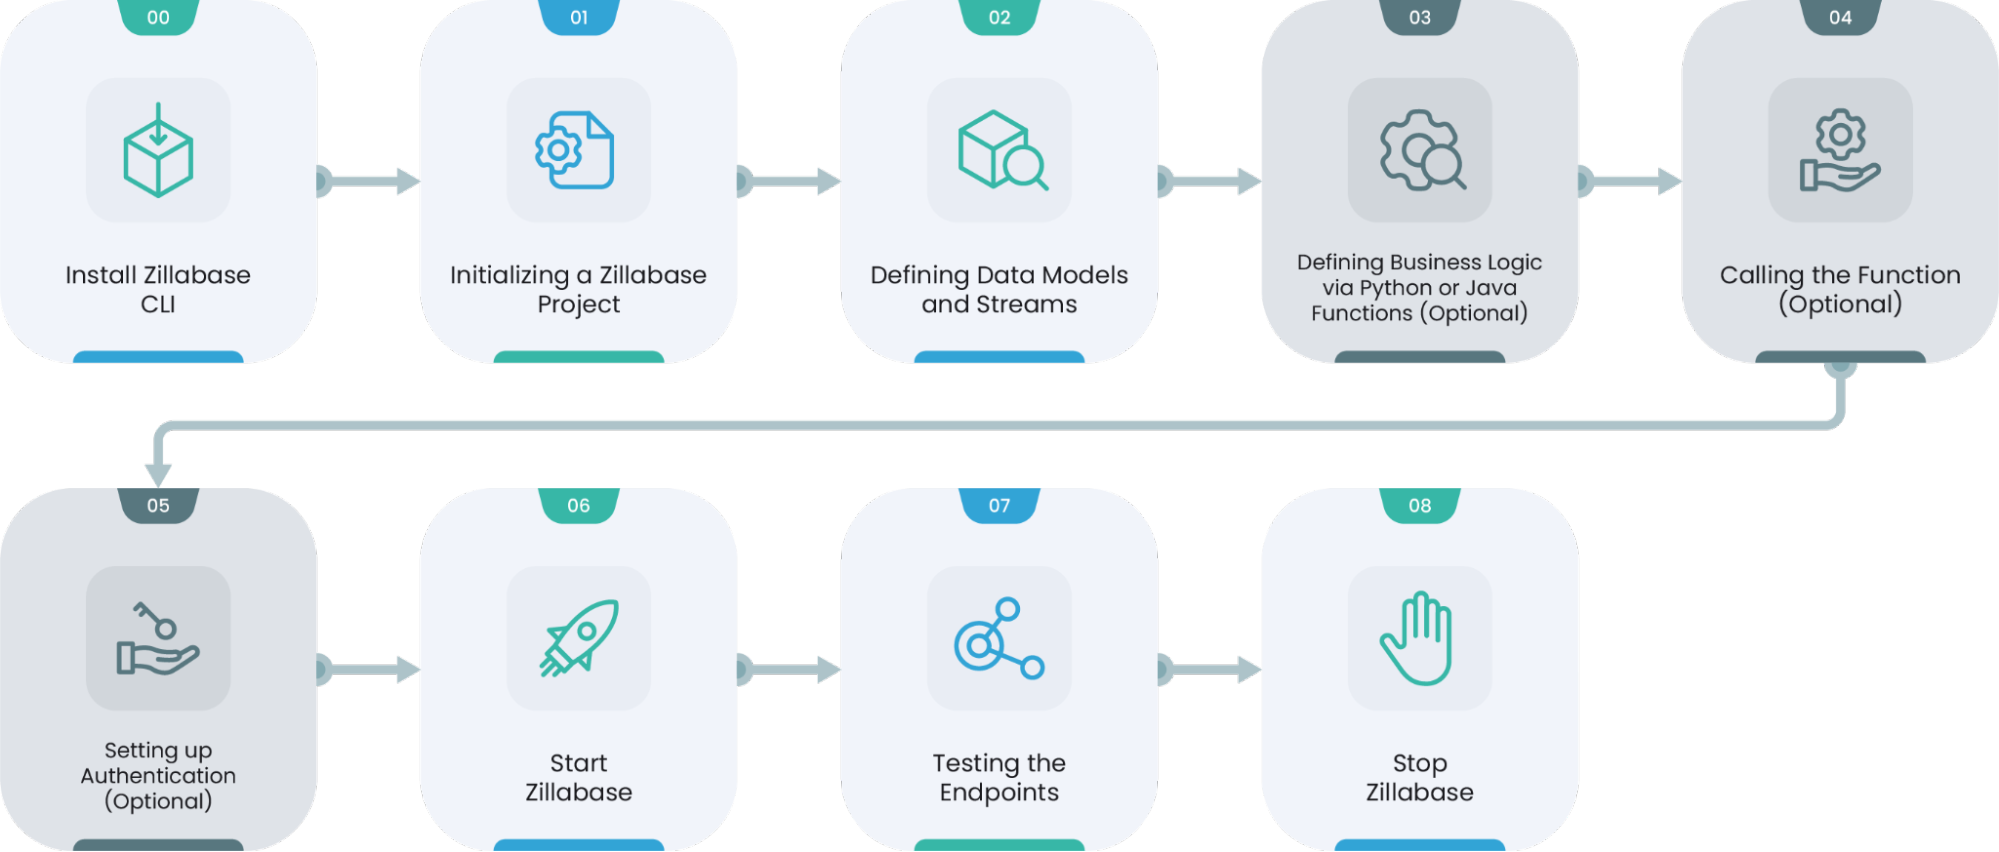 00
Install Zillabase
CLI
01
Initializing a Zillabase
Project
02
Defining Data Models
and Streams
03
Defining Business Logic
via Python or Java
Functions (Optional)
04
Calling the Function
(Optional)
05
Setting up
Authentication
(Optional)
06
Start
Zillabase
07
Testing the
Endpoints
08
Stop
Zillabase